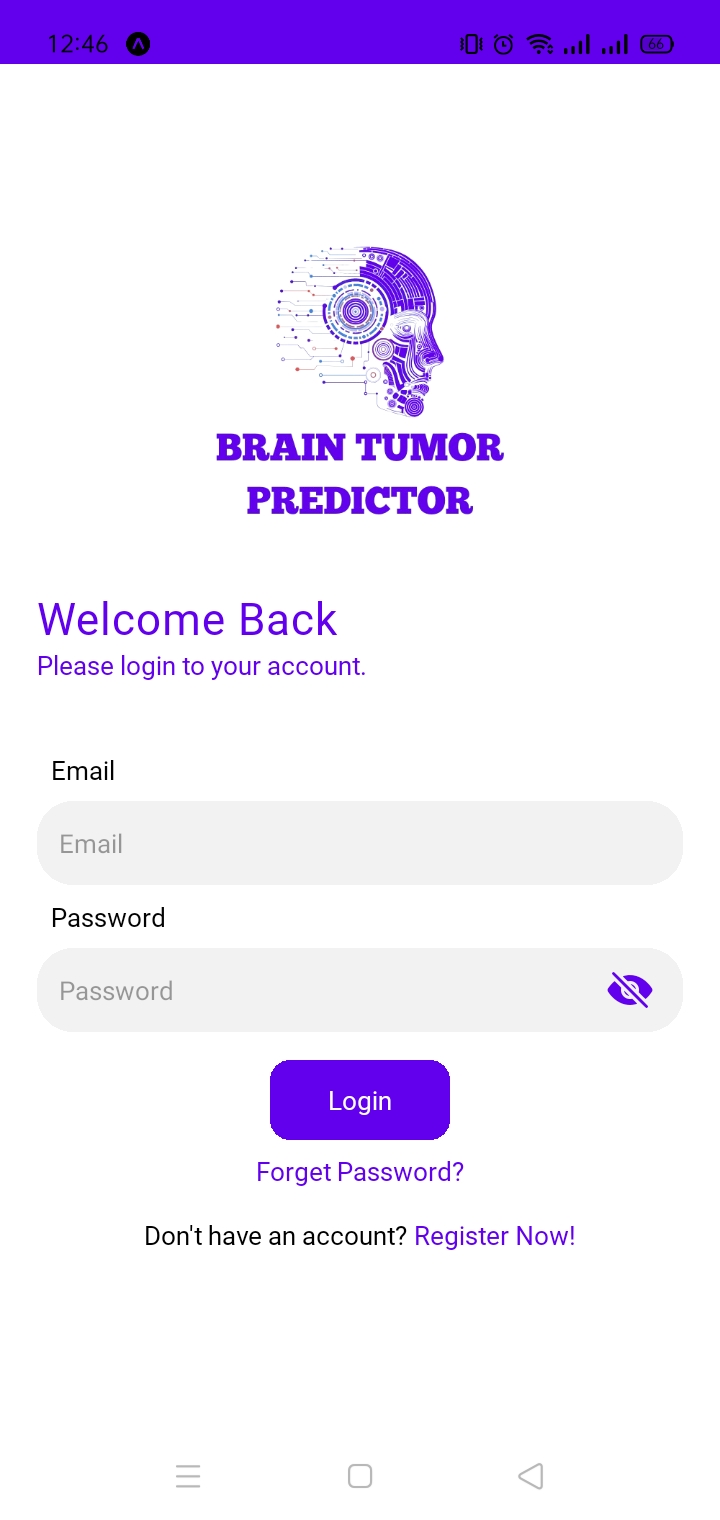 12:46
66
BRAIN TUMOR
PREDICTOR
Welcome Back
Please login to your account.
Email
Email
Password
Password
Login
Forget Password?
Don't have an account? Register Now!